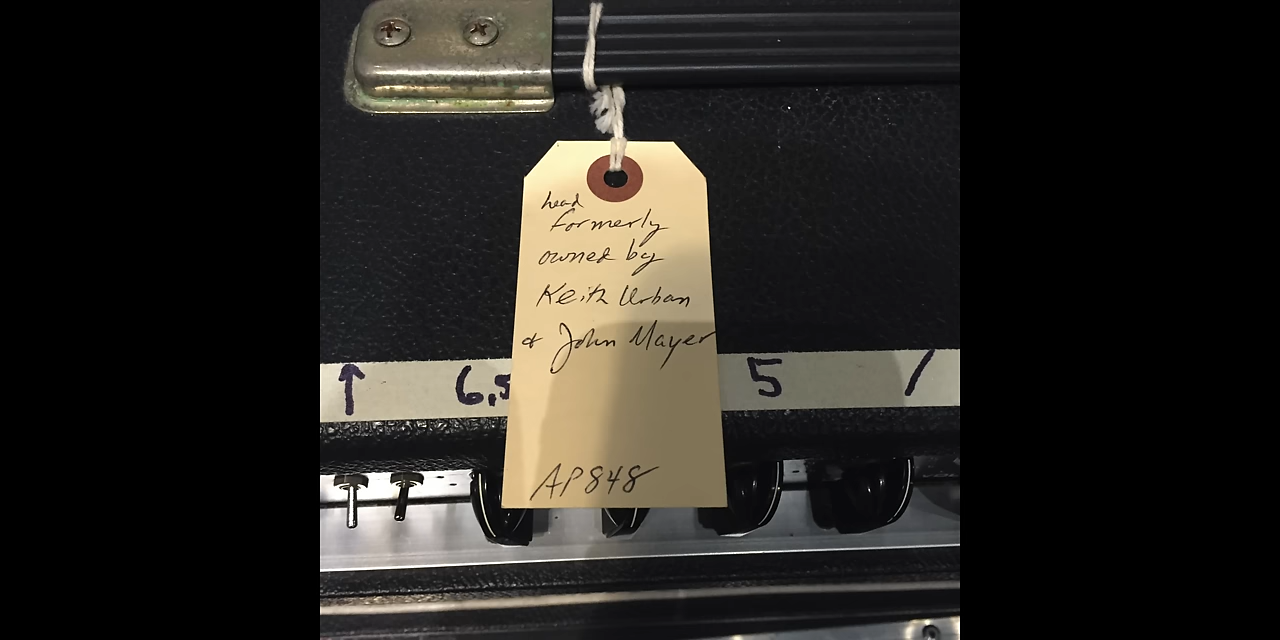 head
formerly
owned by
Keith Urban
& John Mayer
↑ 6.5 5 /
AP848